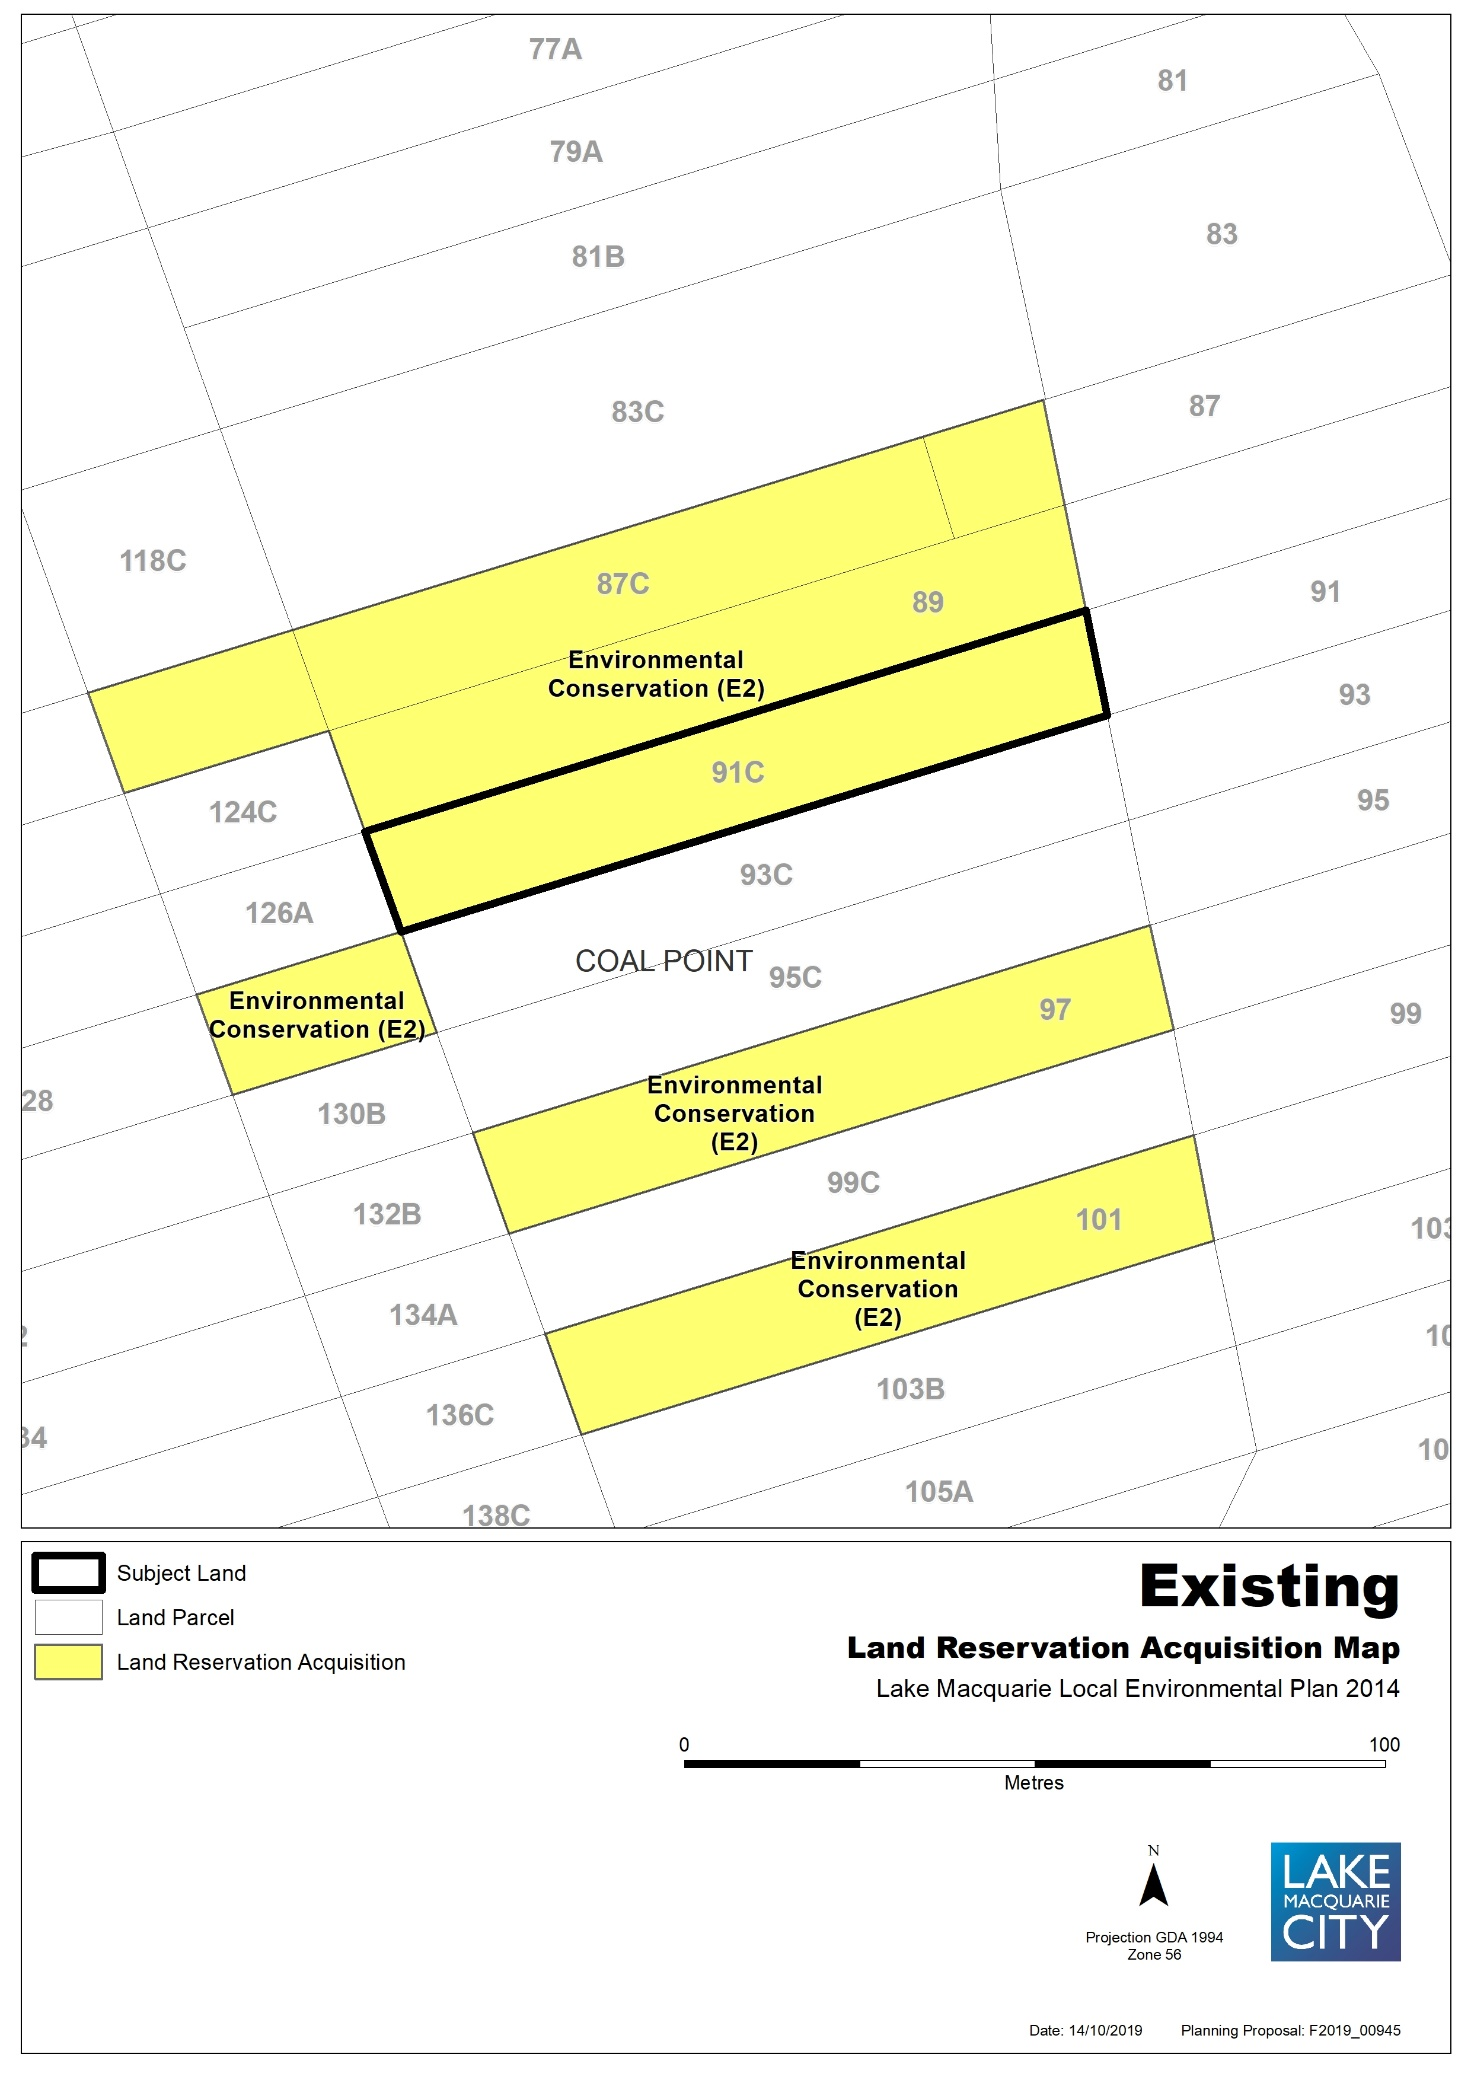 77A
81
79A
83
81B
87
83C
118C
87C
91
89
Environmental
Conservation (E2)
93
91C
95
124C
93C
126A
COAL POINT
95C
Environmental
Conservation (E2)
97
99
Environmental
Conservation
(E2)
28
130B
99C
132B
101
103
Environmental
Conservation
(E2)
134A
103B
136C
34
10
105A
138C
Subject Land
Land Parcel
Land Reservation Acquisition
Existing
Land Reservation Acquisition Map
Lake Macquarie Local Environmental Plan 2014
0 100
Metres
N
Projection GDA 1994
Zone 56
LAKE
MACQUARIE
CITY
Date: 14/10/2019 Planning Proposal: F2019_00945